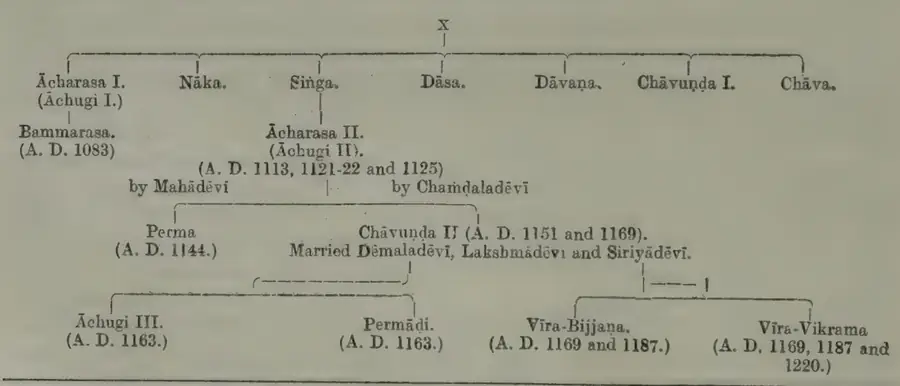 X
Ācharasa I. Nāka. Siṅga. Dāsa. Dāvaṇa. Chāvuṇḍa I. Chāva.
(Āchugi I.)
Bammarasa. Ācharasa II.
(A. D. 1083) (Āchugi II).
(A. D. 1113, 1121-22 and 1125)
by Mahādēvī by Chaṁdaladēvī
Perma Chāvuṇḍa II (A. D. 1151 and 1169).
(A. D. 1144.) Married Dēmaladēvī, Lakshmādēvi and Siriyādēvī.
Āchugi III. Permāḍi. Vīra-Bijjaṇa. Vīra-Vikrama
(A. D. 1163.) (A. D. 1163.) (A. D. 1169 and 1187.) (A. D. 1169, 1187 and
1220.)